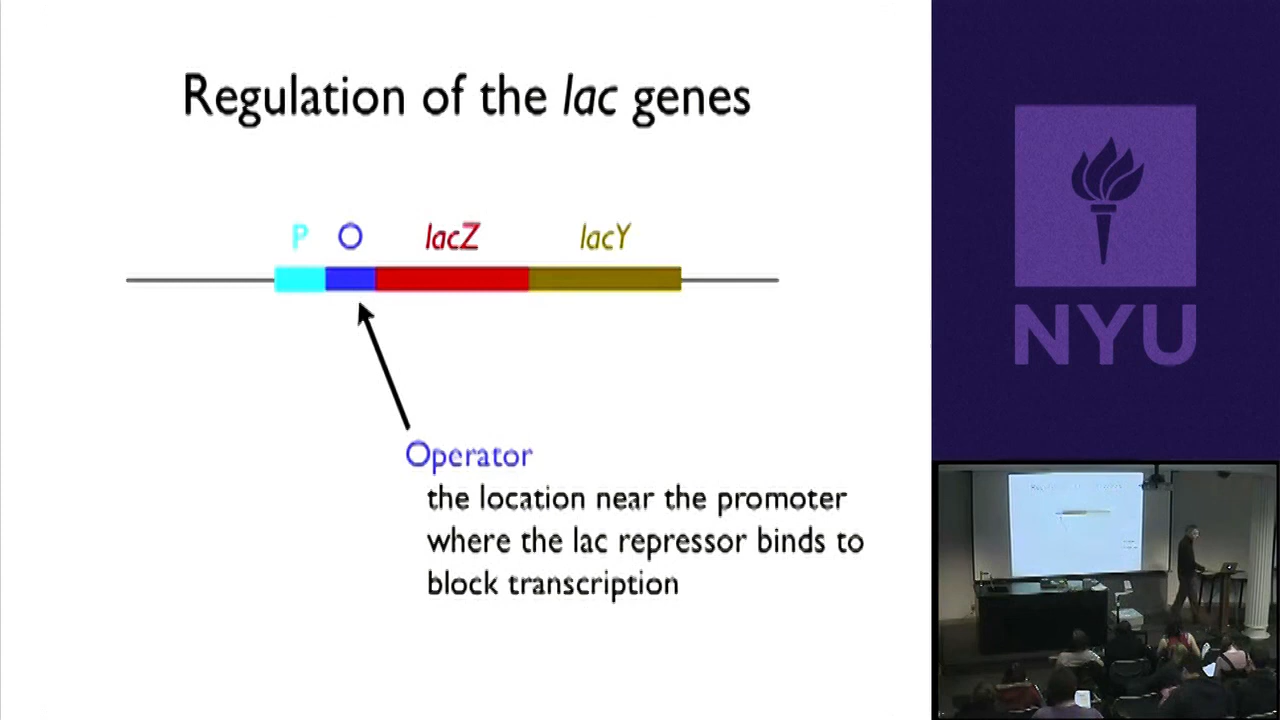 Regulation of the lac genes
P O lacZ lacY
Operator
the location near the promoter
where the lac repressor binds to
block transcription
NYU